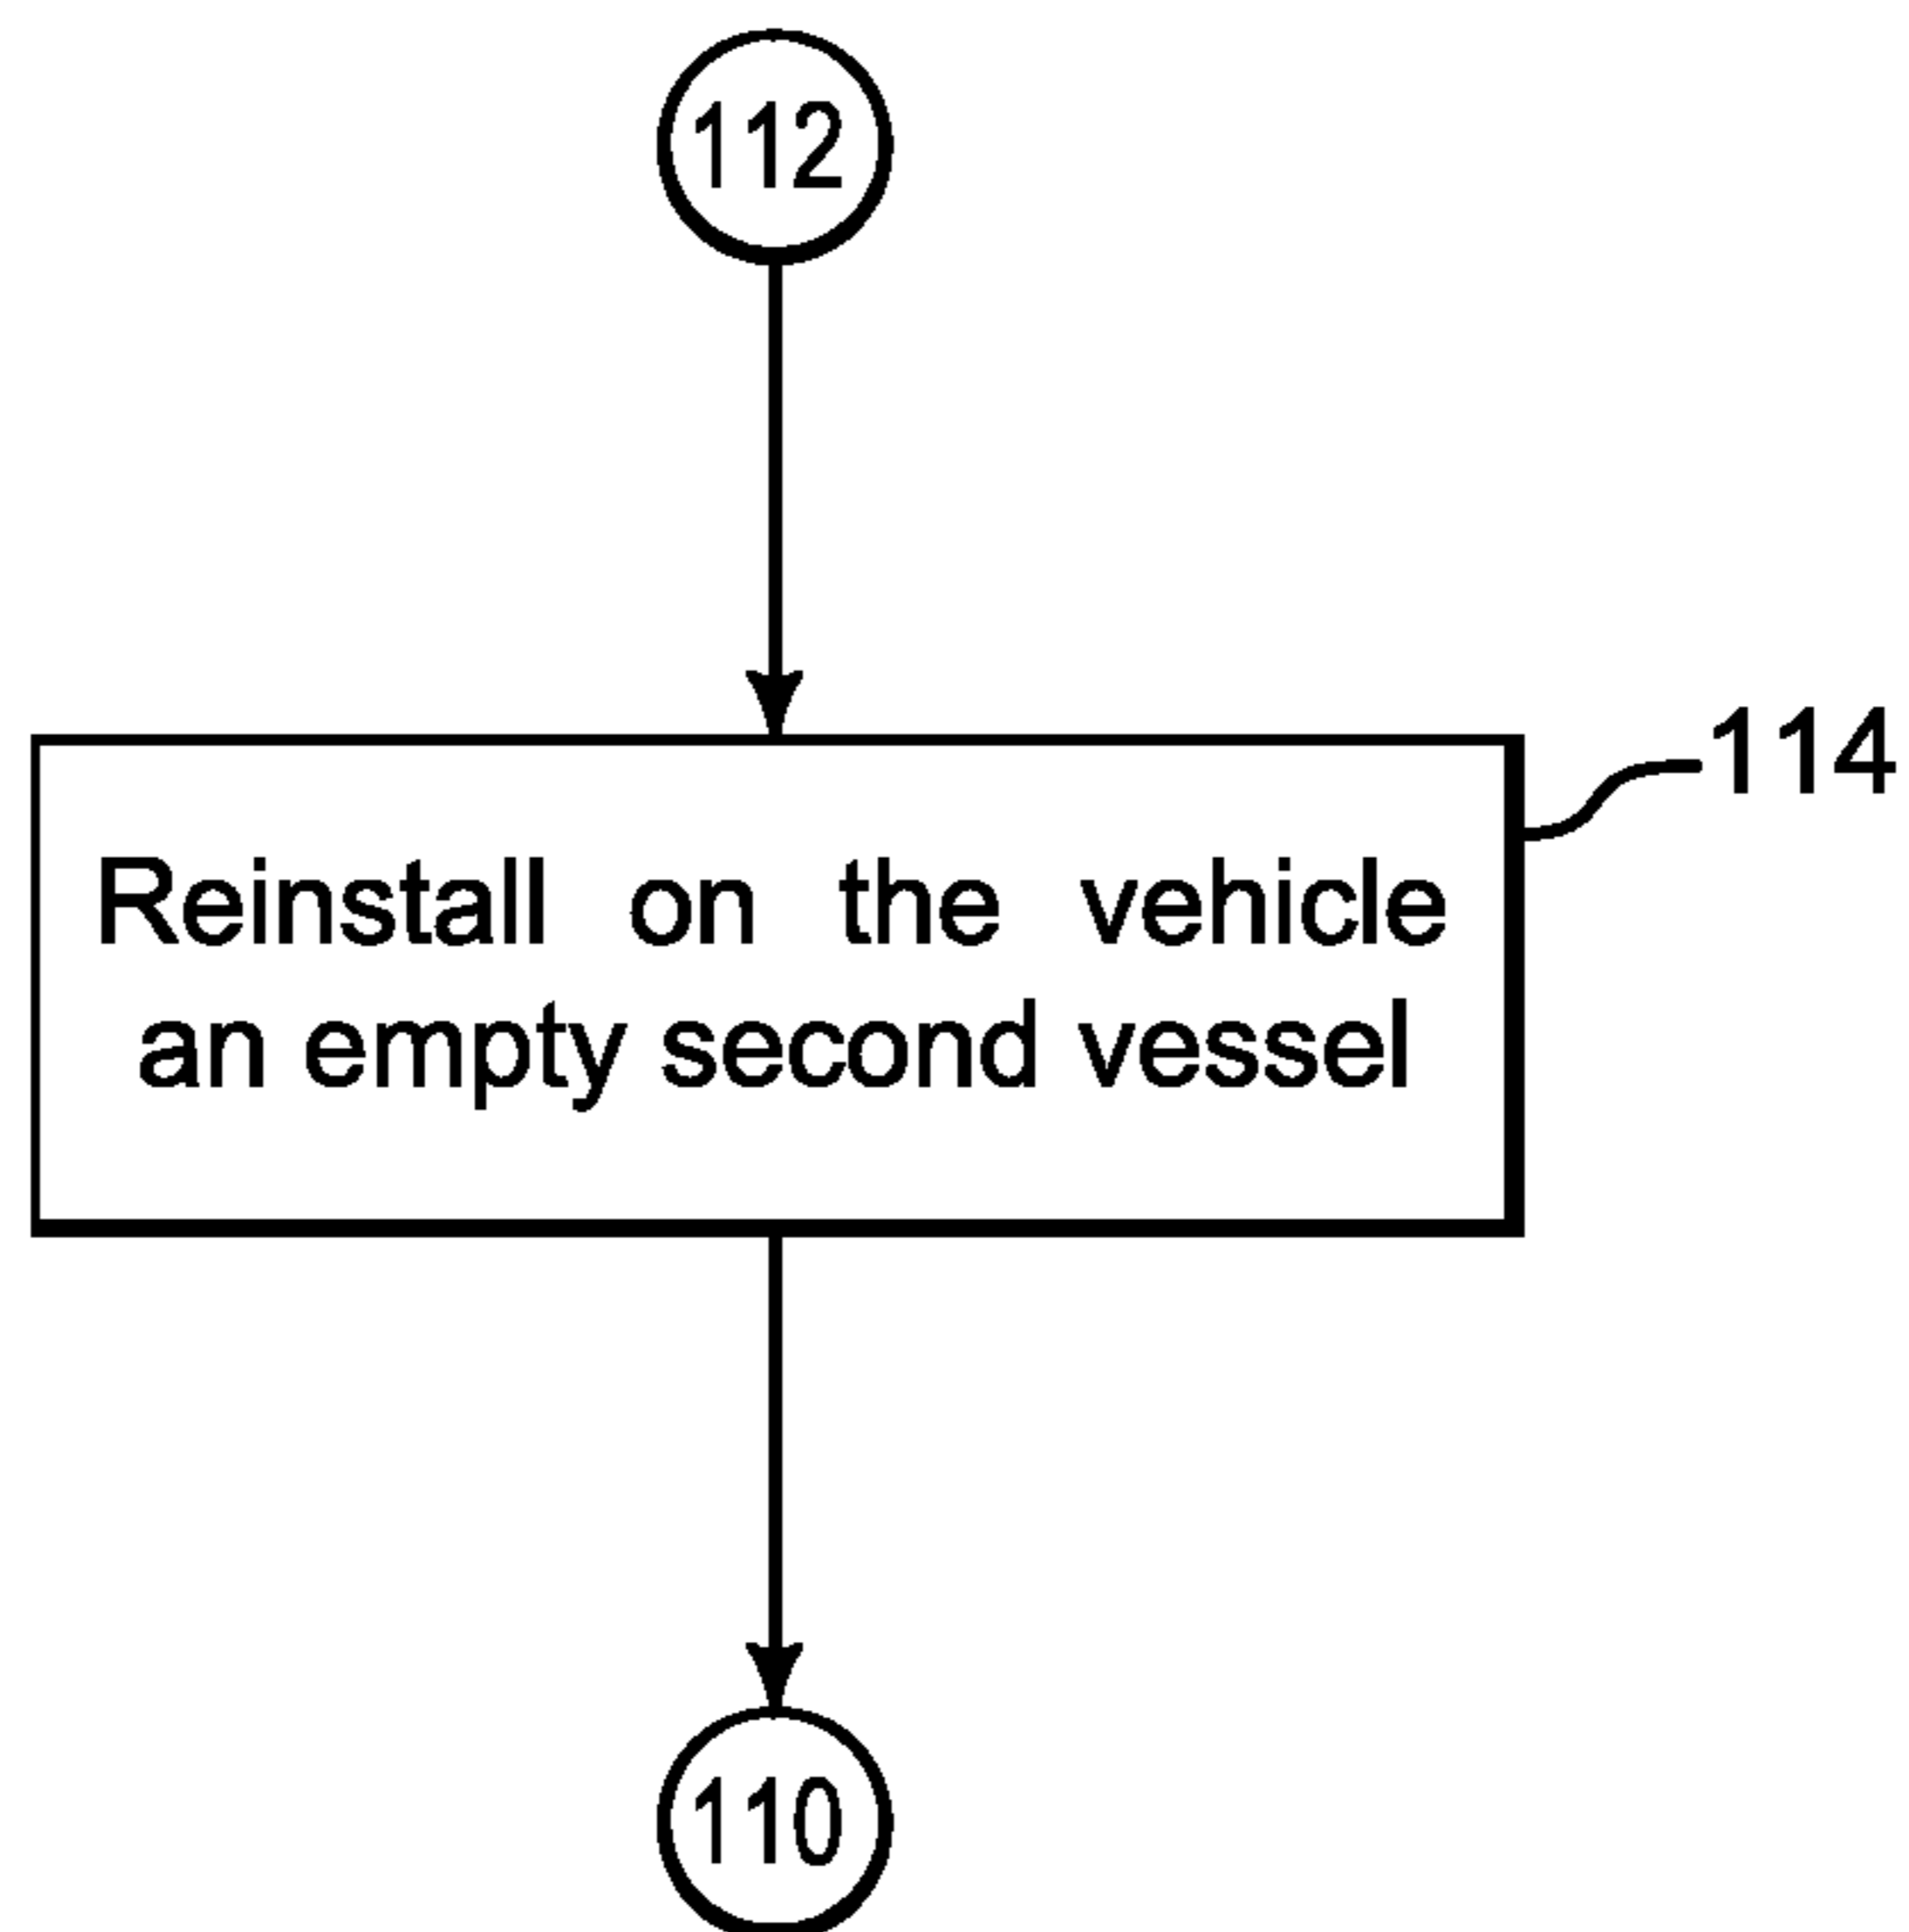 112
114
Reinstall on the vehicle
an empty second vessel
110